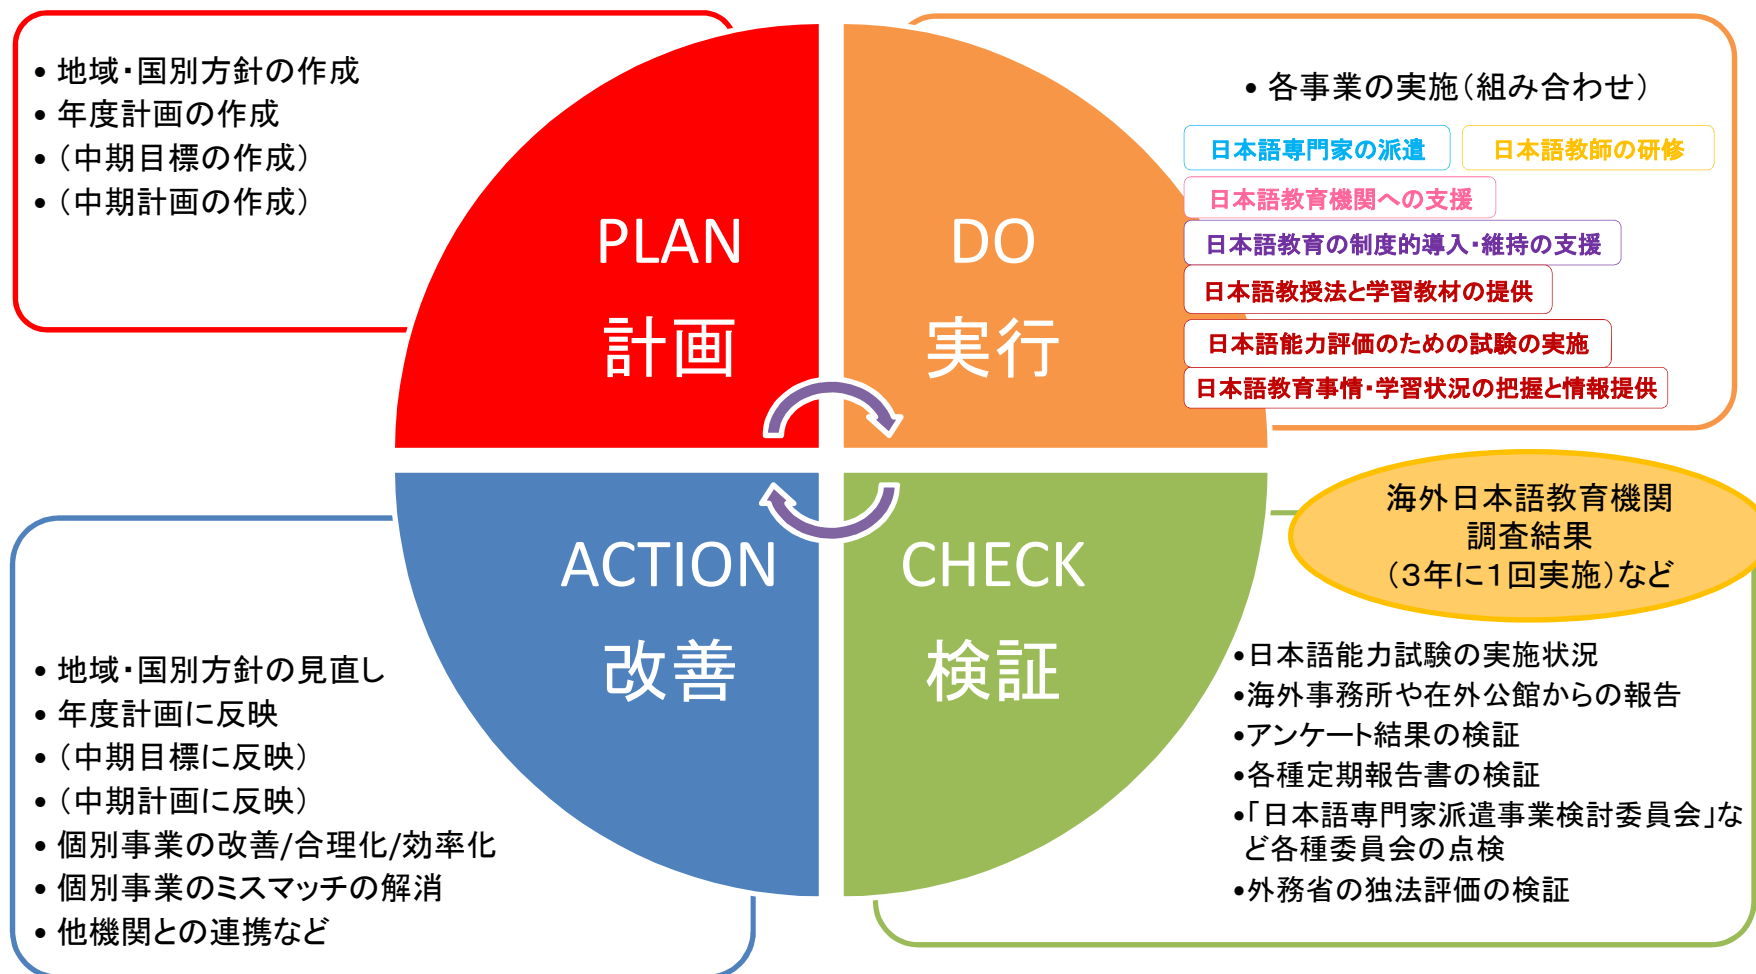 • 地域・国別方針の作成
• 年度計画の作成
• （中期目標の作成）
• （中期計画の作成）
PLAN
計画
• 各事業の実施（組み合わせ）
日本語専門家の派遣
日本語教師の研修
日本語教育機関への支援
日本語教育の制度的導入・維持の支援
日本語教授法と学習教材の提供
日本語能力評価のための試験の実施
日本語教育事情・学習状況の把握と情報提供
DO
実行
ACTION
改善
• 地域・国別方針の見直し
• 年度計画に反映
• （中期目標に反映）
• （中期計画に反映）
• 個別事業の改善/合理化/効率化
• 個別事業のミスマッチの解消
• 他機関との連携など
CHECK
検証
海外日本語教育機関
調査結果
（３年に１回実施）など
•日本語能力試験の実施状況
•海外事務所や在外公館からの報告
•アンケート結果の検証
•各種定期報告書の検証
•「日本語専門家派遣事業検討委員会」な
ど各種委員会の点検
•外務省の独法評価の検証